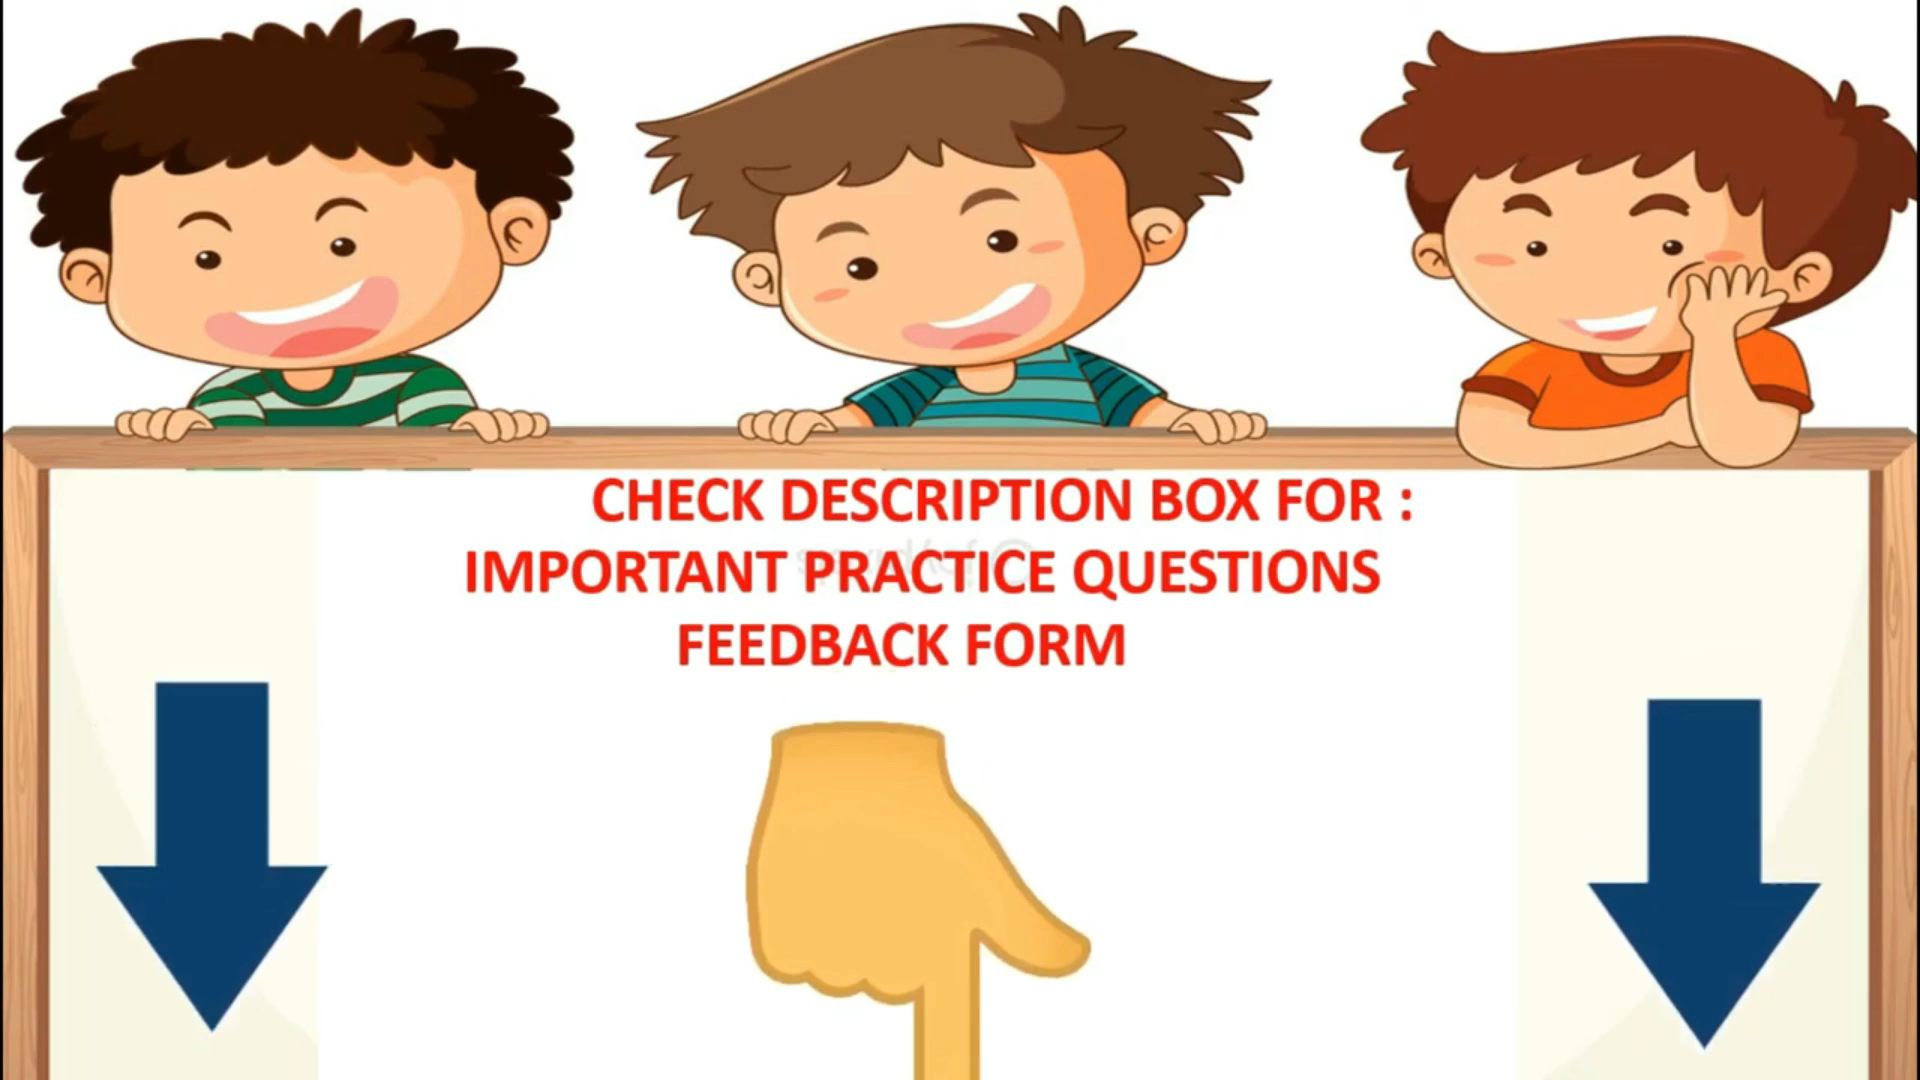 CHECK DESCRIPTION BOX FOR :
IMPORTANT PRACTICE QUESTIONS
FEEDBACK FORM